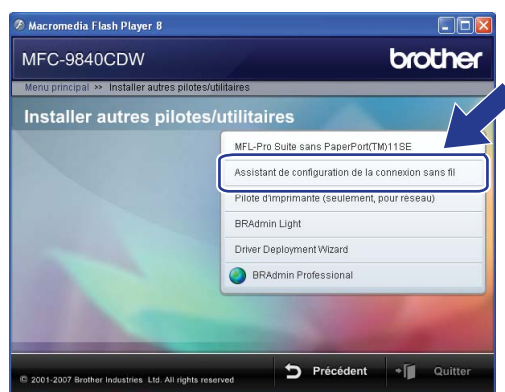 Macromedia Flash Player 8
MFC-9840CDW
brother
Menu principal >> Installer autres pilotes/utilitaires
Installer autres pilotes/utilitaires
MFL-Pro Suite sans PaperPort(TM)11SE
Assistant de configuration de la connexion sans fil
Pilote d'imprimante (seulement, pour réseau)
BRAdmin Light
Driver Deployment Wizard
BRAdmin Professional
© 2001-2007 Brother Industries Ltd. All rights reserved
Précédent
Quitter